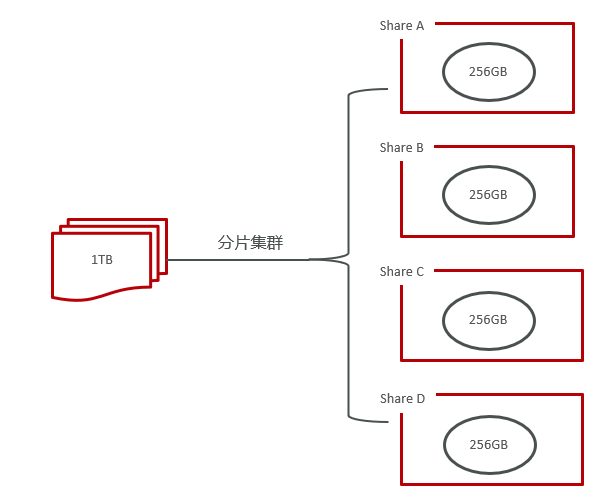 Share A
256GB
Share B
256GB
分片集群
1TB
Share C
256GB
Share D
256GB